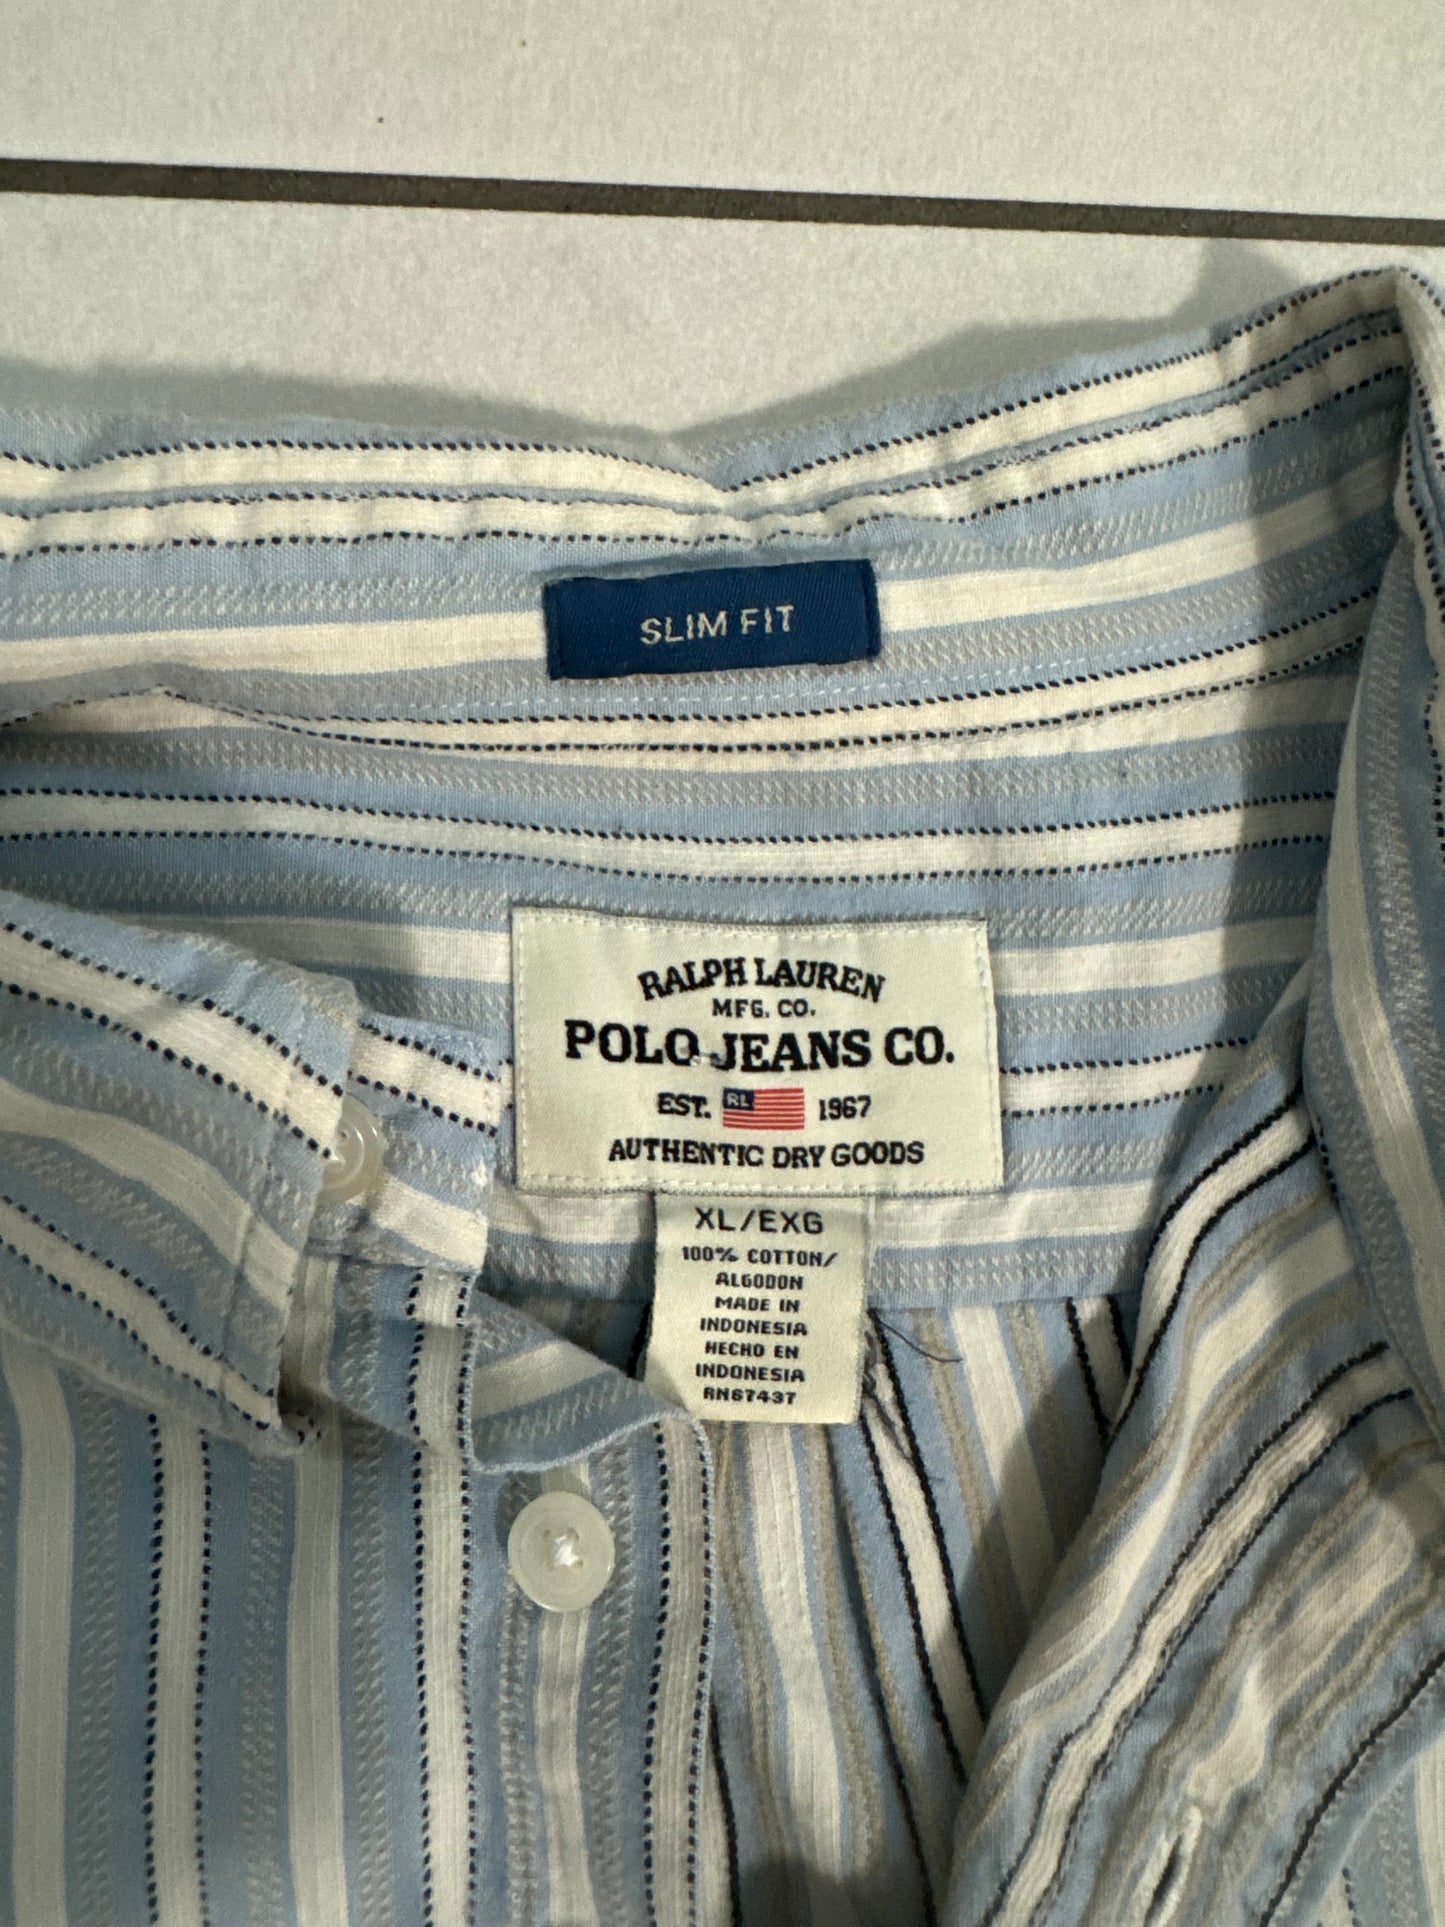 SLIM FIT
RALPH LAUREN
MFG. CO.
POLO JEANS CO.
EST. RL 1967
AUTHENTIC DRY GOODS
XL/EXG
100% COTTON/
ALGODON
MADE IN
INDONESIA
HECHO EN
INDONESIA
RN67437